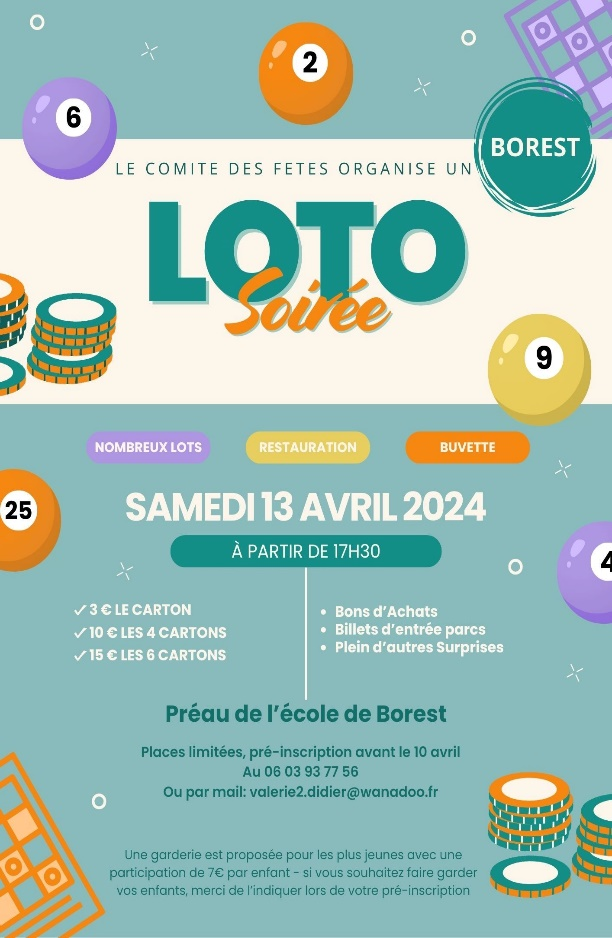 2
6
BOREST
LE COMITE DES FETES ORGANISE UN
LOTO
Soirée
9
NOMBREUX LOTS
RESTAURATION
BUVETTE
25
SAMEDI 13 AVRIL 2024
À PARTIR DE 17H30
4
✓ 3 € LE CARTON
✓ 10 € LES 4 CARTONS
✓ 15 € LES 6 CARTONS
• Bons d’Achats
• Billets d’entrée parcs
• Plein d’autres Surprises
Préau de l’école de Borest
Places limitées, pré-inscription avant le 10 avril
Au 06 03 93 77 56
Ou par mail: valerie2.didier@wanadoo.fr
Une garderie est proposée pour les plus jeunes avec une
participation de 7€ par enfant - si vous souhaitez faire garder
vos enfants, merci de l’indiquer lors de votre pré-inscription